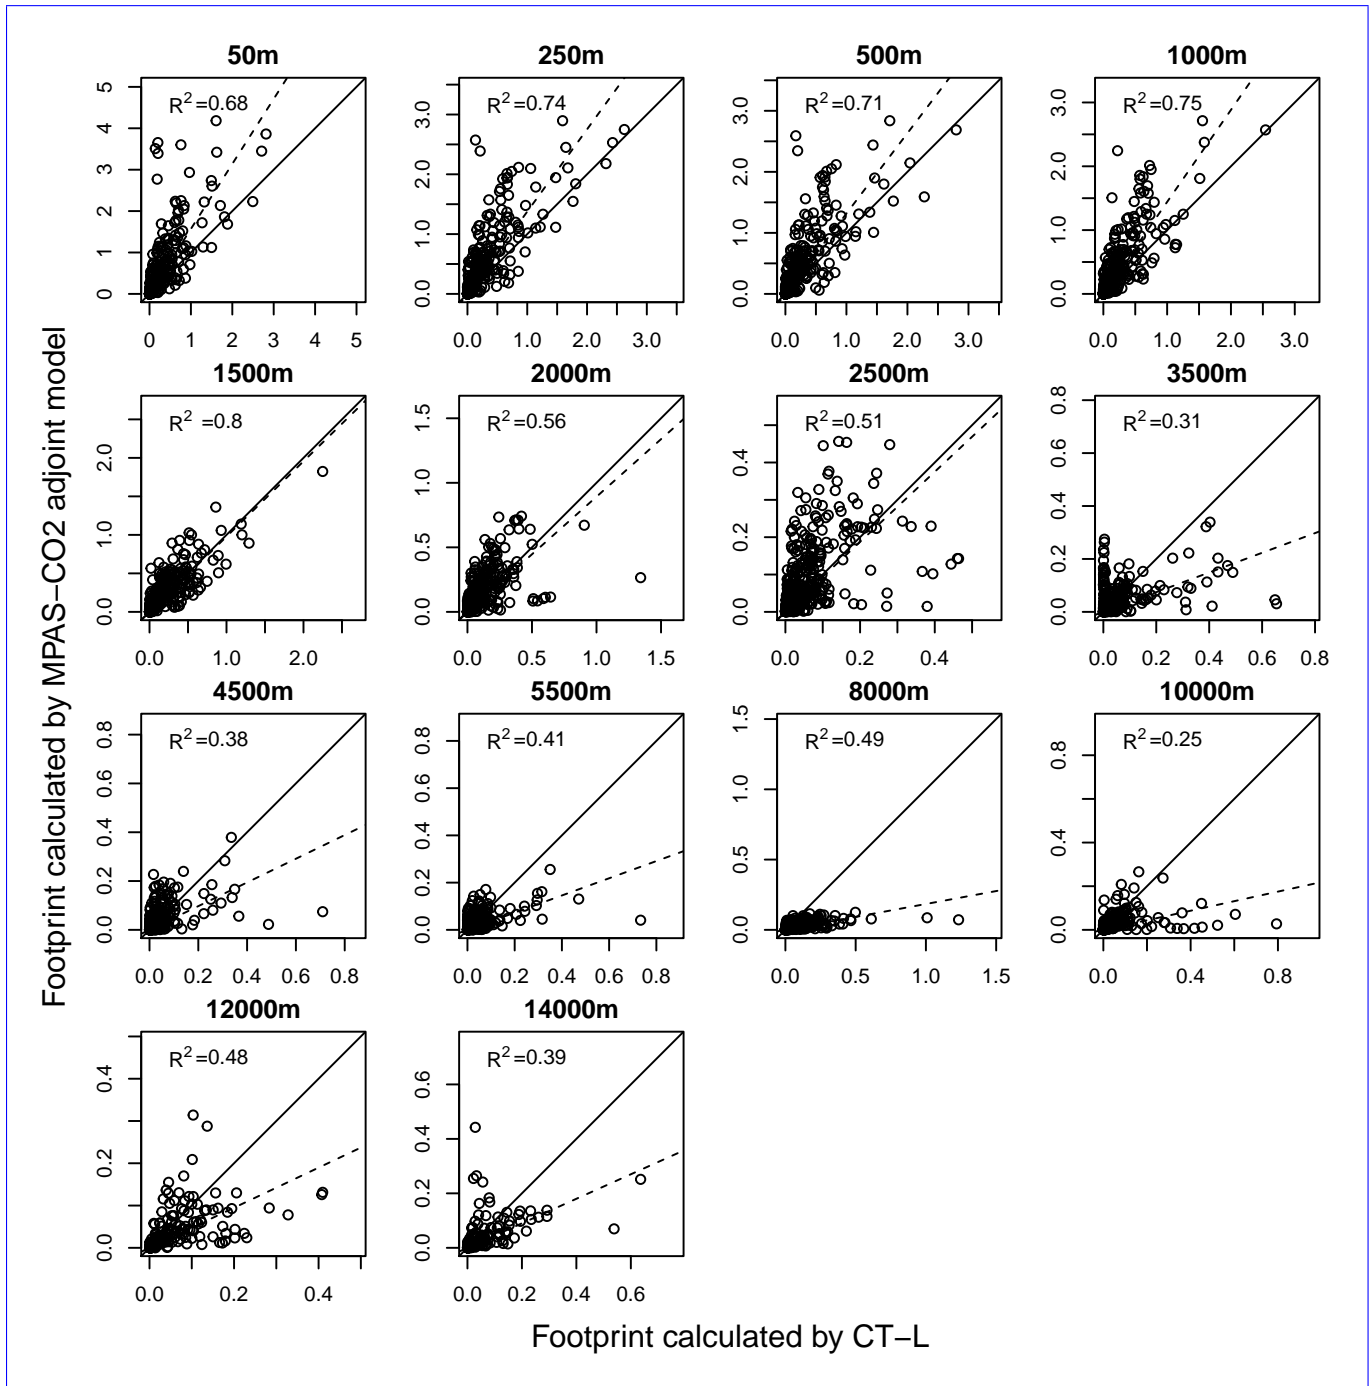 50m 250m 500m 1000m
R2=0.68 R2=0.74 R2=0.71 R2=0.75
0 1 2 3 4 5
0.0 1.0 2.0 3.0
0.0 1.0 2.0 3.0
0.0 1.0 2.0 3.0
0 1 2 3 4 5
0.0 1.0 2.0 3.0
0.0 1.0 2.0 3.0
0.0 1.0 2.0 3.0
1500m 2000m 2500m 3500m
R2 =0.8 R2=0.56 R2=0.51 R2=0.31
0.0 1.0 2.0
0.0 0.5 1.0 1.5
0.0 0.2 0.4
0.0 0.2 0.4 0.6 0.8
0.0 1.0 2.0
0.0 0.5 1.0 1.5
0.0 0.2 0.4
0.0 0.2 0.4 0.6 0.8
4500m 5500m 8000m 10000m
R2=0.38 R2=0.41 R2=0.49 R2=0.25
0.0 0.2 0.4 0.6 0.8
0.0 0.2 0.4 0.6 0.8
0.0 0.5 1.0 1.5
0.0 0.4 0.8
0.0 0.2 0.4 0.6 0.8
0.0 0.2 0.4 0.6 0.8
0.0 0.5 1.0 1.5
0.0 0.4 0.8
12000m 14000m
R2=0.48 R2=0.39
0.0 0.2 0.4
0.0 0.2 0.4 0.6
0.0 0.2 0.4
0.0 0.2 0.4 0.6
Footprint calculated by MPAS−CO2 adjoint model
Footprint calculated by CT−L